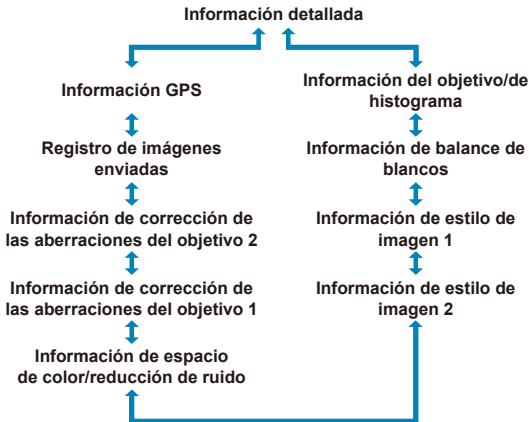 Información detallada
Información GPS
Registro de imágenes
enviadas
Información de corrección de
las aberraciones del objetivo 2
Información de corrección de
las aberraciones del objetivo 1
Información de espacio
de color/reducción de ruido
Información del objetivo/de
histograma
Información de balance de
blancos
Información de estilo de
imagen 1
Información de estilo de
imagen 2